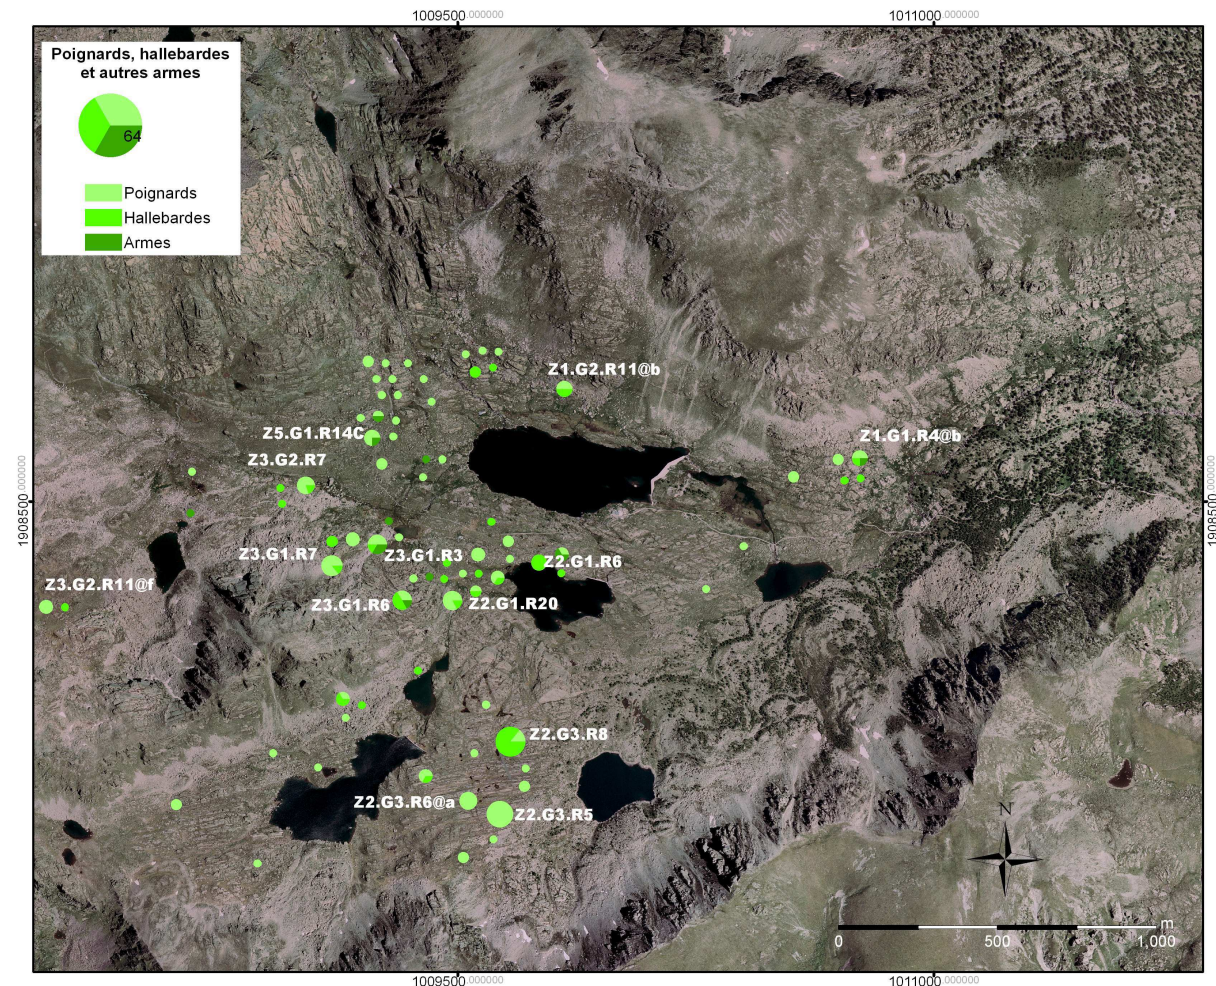 1009500.000000
1011000.000000
Poignards, hallebardes
et autres armes
64
Poignards
Hallebardes
Armes
Z1.G2.R11@b
Z5.G1.R14C
Z1.G1.R4@b
Z3.G2.R7
1908500.000000
1908500.000000
Z3.G1.R7
Z3.G1.R3
Z2.G1.R6
Z3.G2.R11@f
Z3.G1.R6
Z2.G1.R20
Z2.G3.R8
Z2.G3.R6@a
Z2.G3.R5
N
m
0
500
1,000
1009500.000000
1011000.000000